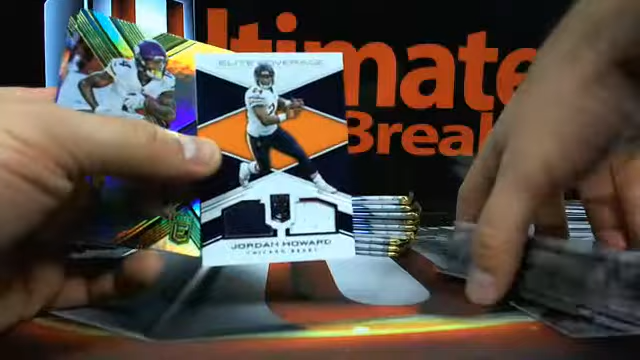 Ultimate
Break
ELITE COVERAGE
JORDAN HOWARD
CHICAGO BEARS